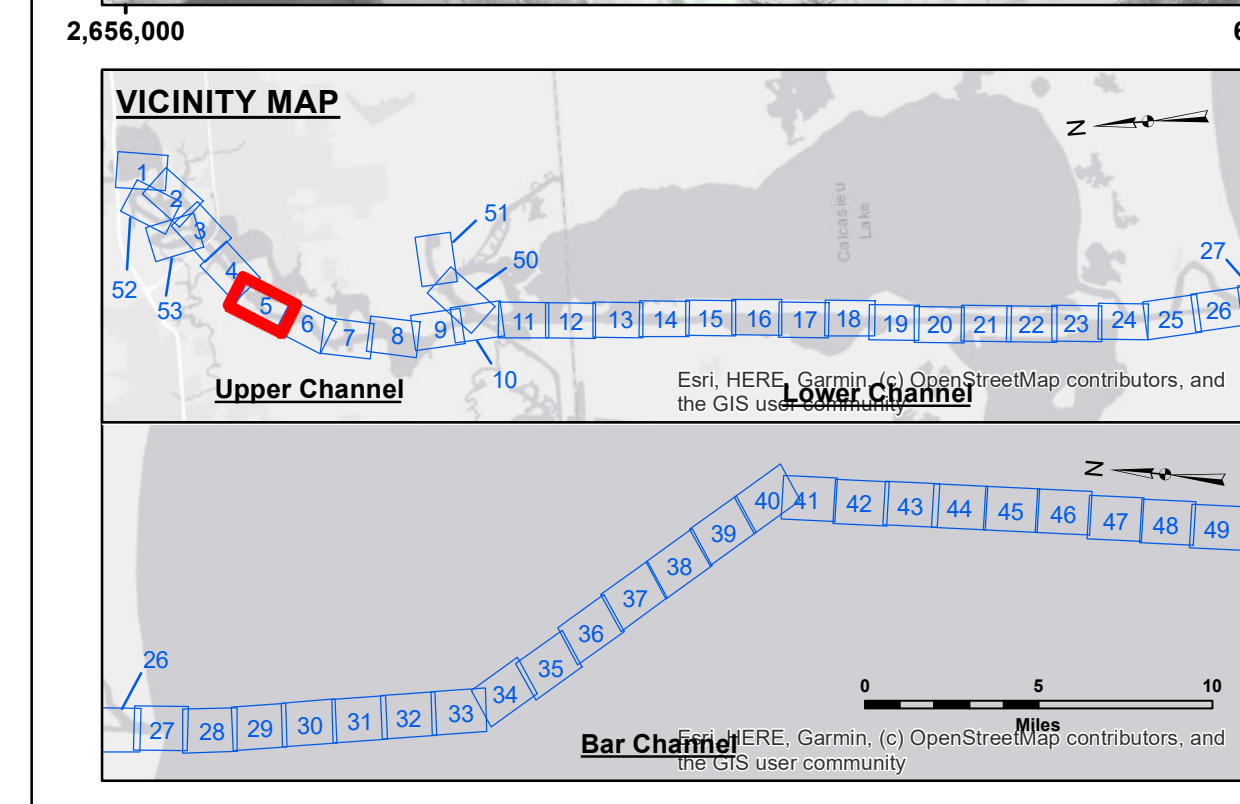 2,656,000
6
VICINITY MAP
N
1
2
3
4
5
6
7
8
9
52
53
51
50
10
11 12 13 14 15 16 17 18 19 20 21 22 23 24 25 26
27
Calcasieu
Lake
Upper Channel
Lower Channel
Esri, HERE, Garmin, (c) OpenStreetMap contributors, and
the GIS user community
N
40 41 42 43 44 45 46 47 48 49
39
38
37
36
35
34
26
27 28 29 30 31 32 33
0 5 10
Miles
Bar Channel
Esri, HERE, Garmin, (c) OpenStreetMap contributors, and
the GIS user community